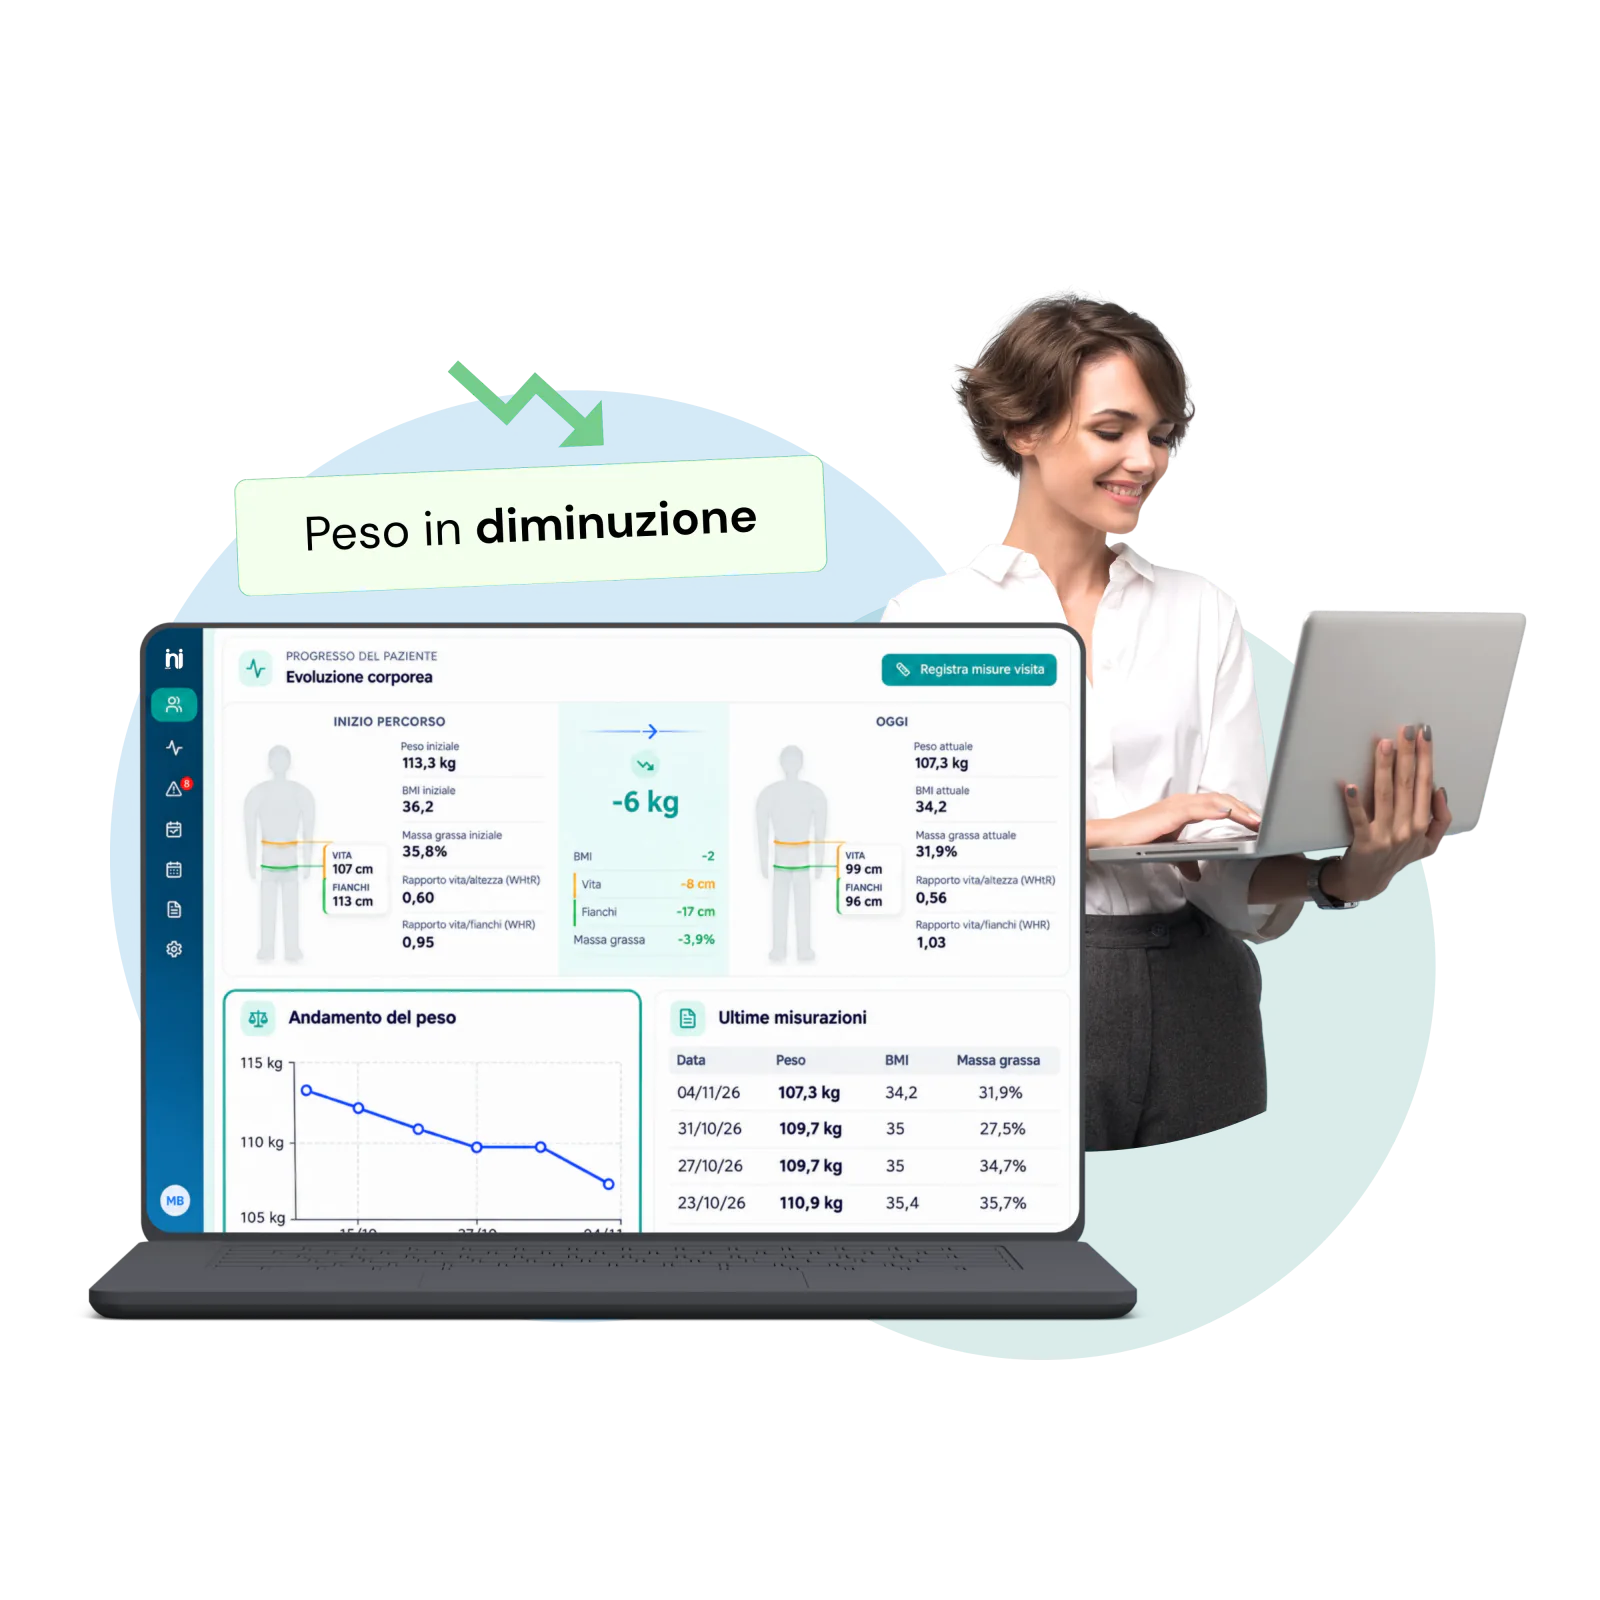 Peso in diminuzione
ini
PROGRESSO DEL PAZIENTE
Evoluzione corporea
Registra misure visita
8
MB
INIZIO PERCORSO
Peso iniziale
113,3 kg
BMI iniziale
36,2
Massa grassa iniziale
35,8%
Rapporto vita/altezza (WHtR)
0,60
Rapporto vita/fianchi (WHR)
0,95
VITA
107 cm
FIANCHI
113 cm
-6 kg
BMI -2
Vita -8 cm
Fianchi -17 cm
Massa grassa -3,9%
OGGI
Peso attuale
107,3 kg
BMI attuale
34,2
Massa grassa attuale
31,9%
Rapporto vita/altezza (WHtR)
0,56
Rapporto vita/fianchi (WHR)
1,03
VITA
99 cm
FIANCHI
96 cm
Andamento del peso
115 kg
110 kg
105 kg
Ultime misurazioni
Data Peso BMI Massa grassa
04/11/26 107,3 kg 34,2 31,9%
31/10/26 109,7 kg 35 27,5%
27/10/26 109,7 kg 35 34,7%
23/10/26 110,9 kg 35,4 35,7%